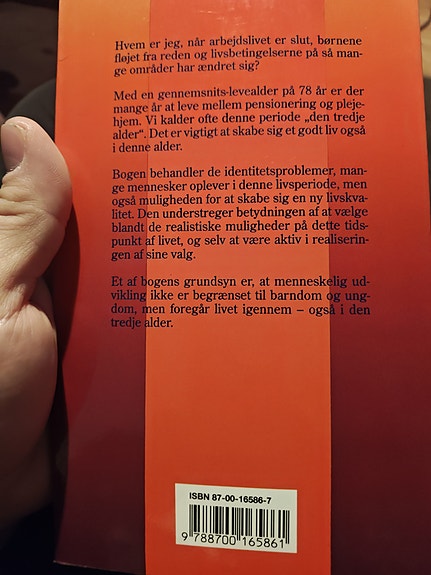 Hvem er jeg, når arbejdslivet er slut, børnene
fløjet fra reden og livsbetingelserne på så man-
ge områder har ændret sig?
Med en gennemsnits-levealder på 78 år er der
mange år at leve mellem pensionering og pleje-
hjem. Vi kalder ofte denne periode „den tredje
alder“. Det er vigtigt at skabe sig et godt liv også
i denne alder.
Bogen behandler de identitetsproblemer, man-
ge mennesker oplever i denne livsperiode, men
også muligheden for at skabe sig en ny livskva-
litet. Den understreger betydningen af at vælge
blandt de realistiske muligheder på dette tids-
punkt af livet, og selv at være aktiv i realiserin-
gen af sine valg.
Et af bogens grundsyn er, at menneskelig ud-
vikling ikke er begrænset til barndom og ung-
dom, men foregår livet igennem – også i den
tredje alder.
ISBN 87-00-16586-7
9 788700 165861